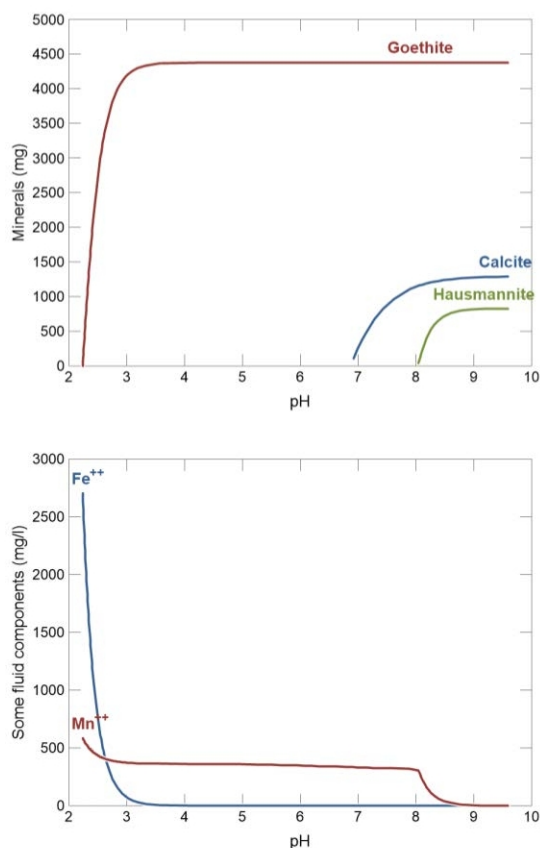 5000
4500
4000
3500
3000
2500
2000
1500
1000
500
0
Minerals (mg)
Goethite
Calcite
Hausmannite
2 3 4 5 6 7 8 9 10
pH
3000
2500
2000
1500
1000
500
0
Some fluid components (mg/l)
Fe++
Mn++
2 3 4 5 6 7 8 9 10
pH